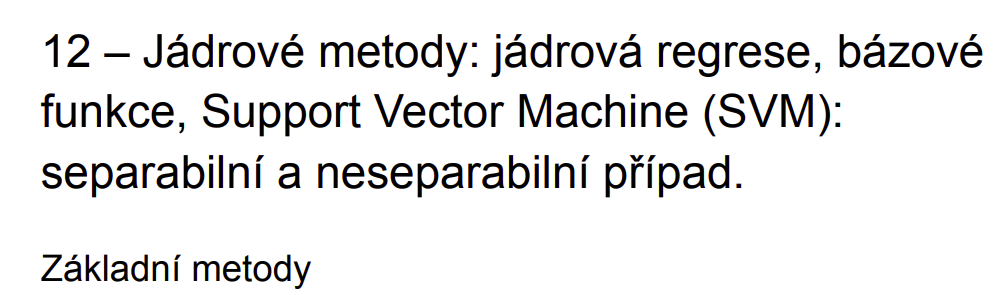 12 – Jádrové metody: jádrová regrese, bázové
funkce, Support Vector Machine (SVM):
separabilní a neseparabilní případ.
Základní metody